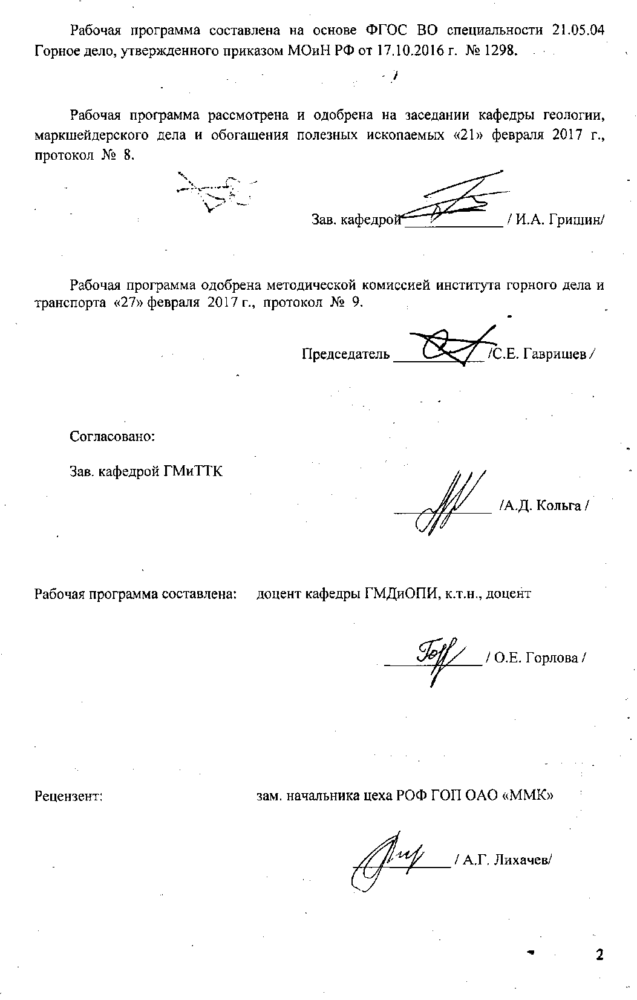 Рабочая программа составлена на основе ФГОС ВО специальности 21.05.04
Горное дело, утвержденного приказом МОиН РФ от 17.10.2016 г. № 1298.
Рабочая программа рассмотрена и одобрена на заседании кафедры геологии,
маркшейдерского дела и обогащения полезных ископаемых «21» февраля 2017 г.,
протокол № 8.
Зав. кафедрой ____________ / И.А. Гришин/
Рабочая программа одобрена методической комиссией института горного дела и
транспорта «27» февраля 2017 г., протокол № 9.
Председатель ____________ /С.Е. Гавришев /
Согласовано:
Зав. кафедрой ГМиТТК
____________ /А.Д. Кольга /
Рабочая программа составлена: доцент кафедры ГМДиОПИ, к.т.н., доцент
____________ / О.Е. Горлова /
Рецензент: зам. начальника цеха РОФ ГОП ОАО «ММК»
____________ / А.Г. Лихачев/
2